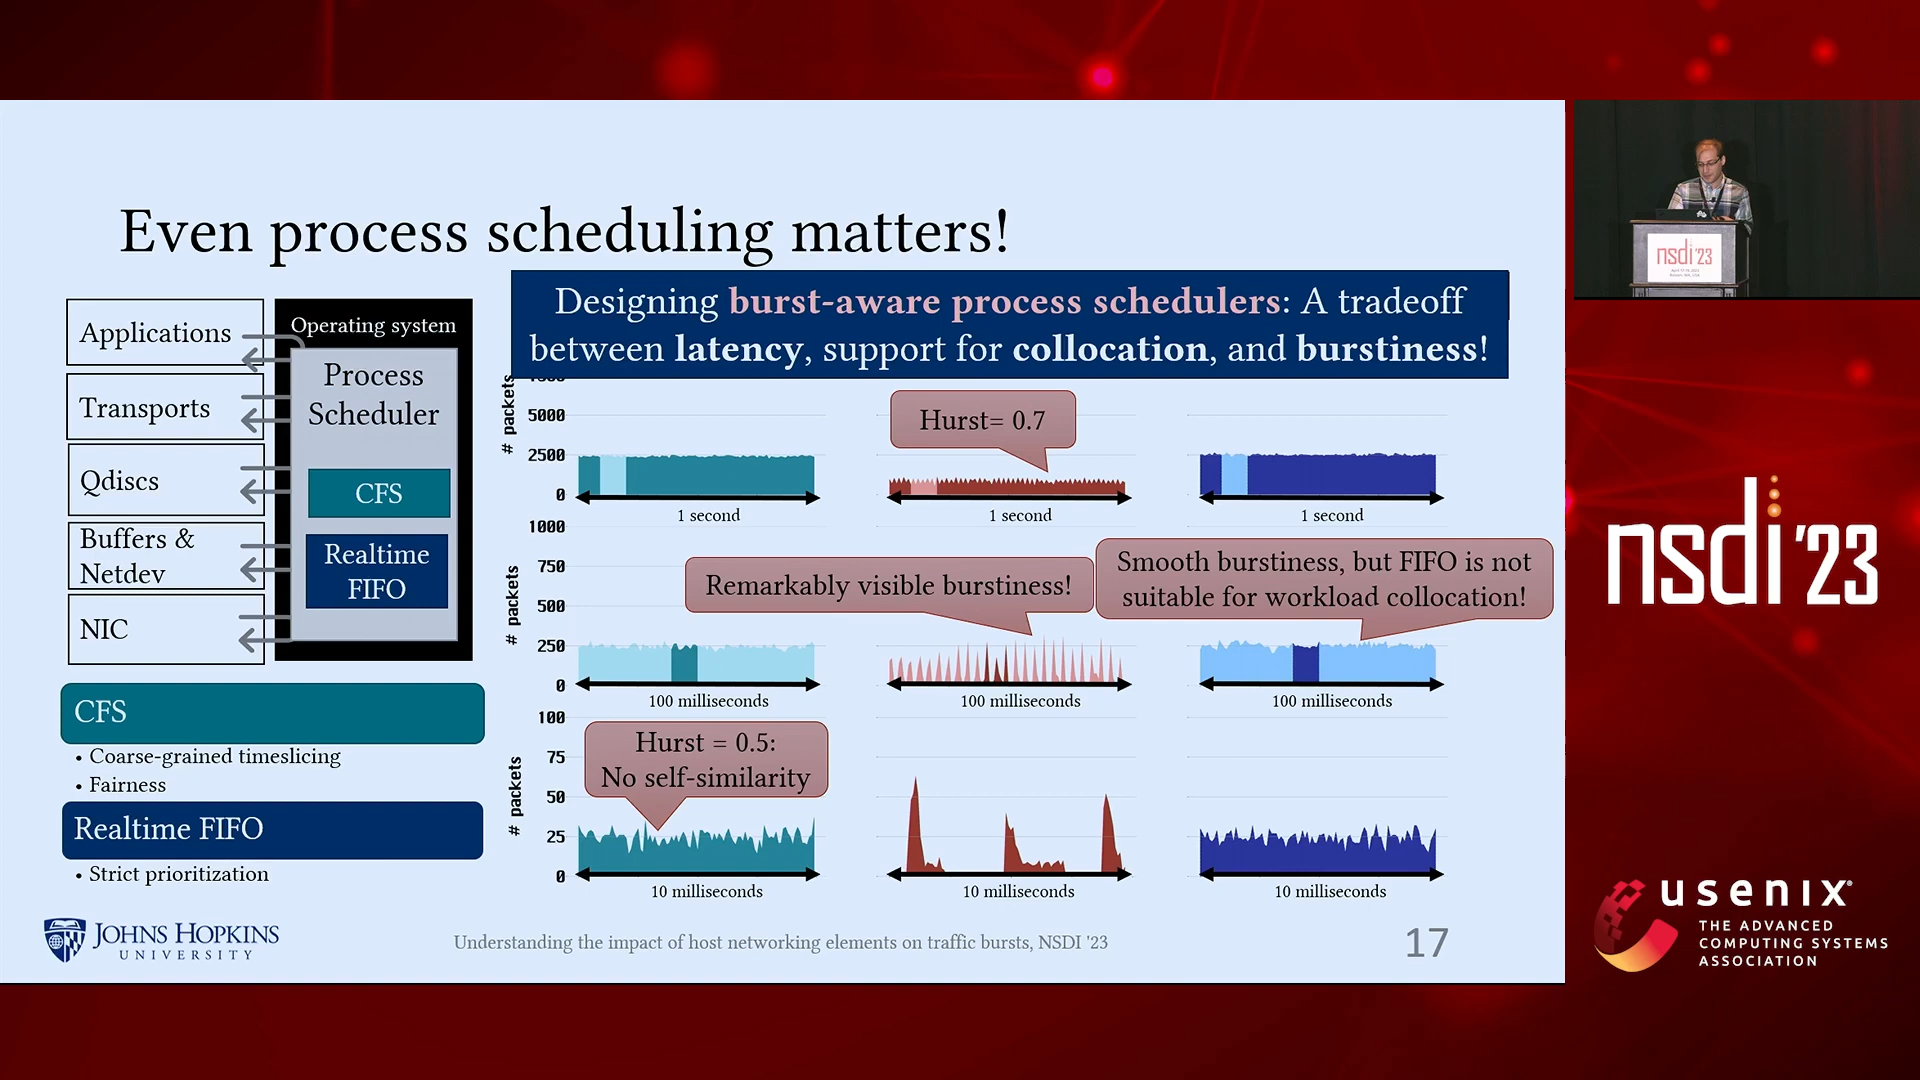 Even process scheduling matters!
Designing burst-aware process schedulers: A tradeoff
between latency, support for collocation, and burstiness!
Applications
Transports
Qdiscs
Buffers &
Netdev
NIC
Operating system
Process
Scheduler
CFS
Realtime
FIFO
CFS
• Coarse-grained timeslicing
• Fairness
Realtime FIFO
• Strict prioritization
# packets
5000
2500
0
Hurst= 0.7
1 second
1 second
1 second
# packets
1000
750
500
250
0
Remarkably visible burstiness!
Smooth burstiness, but FIFO is not
suitable for workload collocation!
100 milliseconds
100 milliseconds
100 milliseconds
# packets
100
75
50
25
0
Hurst = 0.5:
No self-similarity
10 milliseconds
10 milliseconds
10 milliseconds
JOHNS HOPKINS
UNIVERSITY
Understanding the impact of host networking elements on traffic bursts, NSDI '23
17
nsdi '23
nsdi '23
usenix®
THE ADVANCED
COMPUTING SYSTEMS
ASSOCIATION